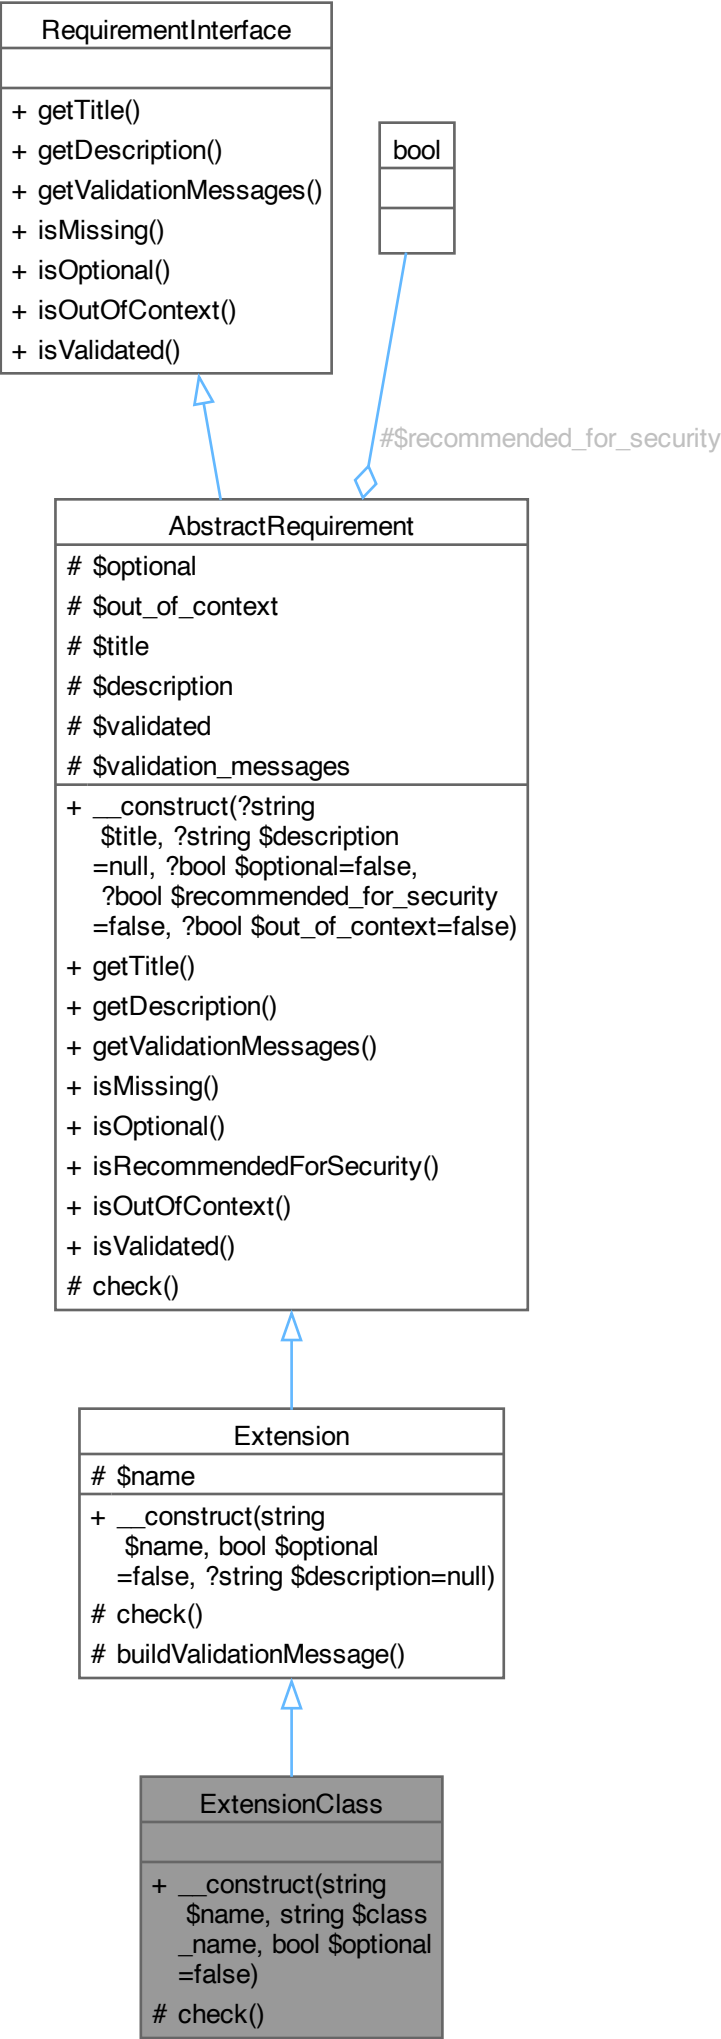 RequirementInterface
+ getTitle()
+ getDescription()
+ getValidationMessages()
+ isMissing()
+ isOptional()
+ isOutOfContext()
+ isValidated()
bool
#$recommended_for_security
AbstractRequirement
# $optional
# $out_of_context
# $title
# $description
# $validated
# $validation_messages
+ __construct(?string
$title, ?string $description
=null, ?bool $optional=false,
?bool $recommended_for_security
=false, ?bool $out_of_context=false)
+ getTitle()
+ getDescription()
+ getValidationMessages()
+ isMissing()
+ isOptional()
+ isRecommendedForSecurity()
+ isOutOfContext()
+ isValidated()
# check()
Extension
# $name
+ __construct(string
$name, bool $optional
=false, ?string $description=null)
# check()
# buildValidationMessage()
ExtensionClass
+ __construct(string
$name, string $class
_name, bool $optional
=false)
# check()